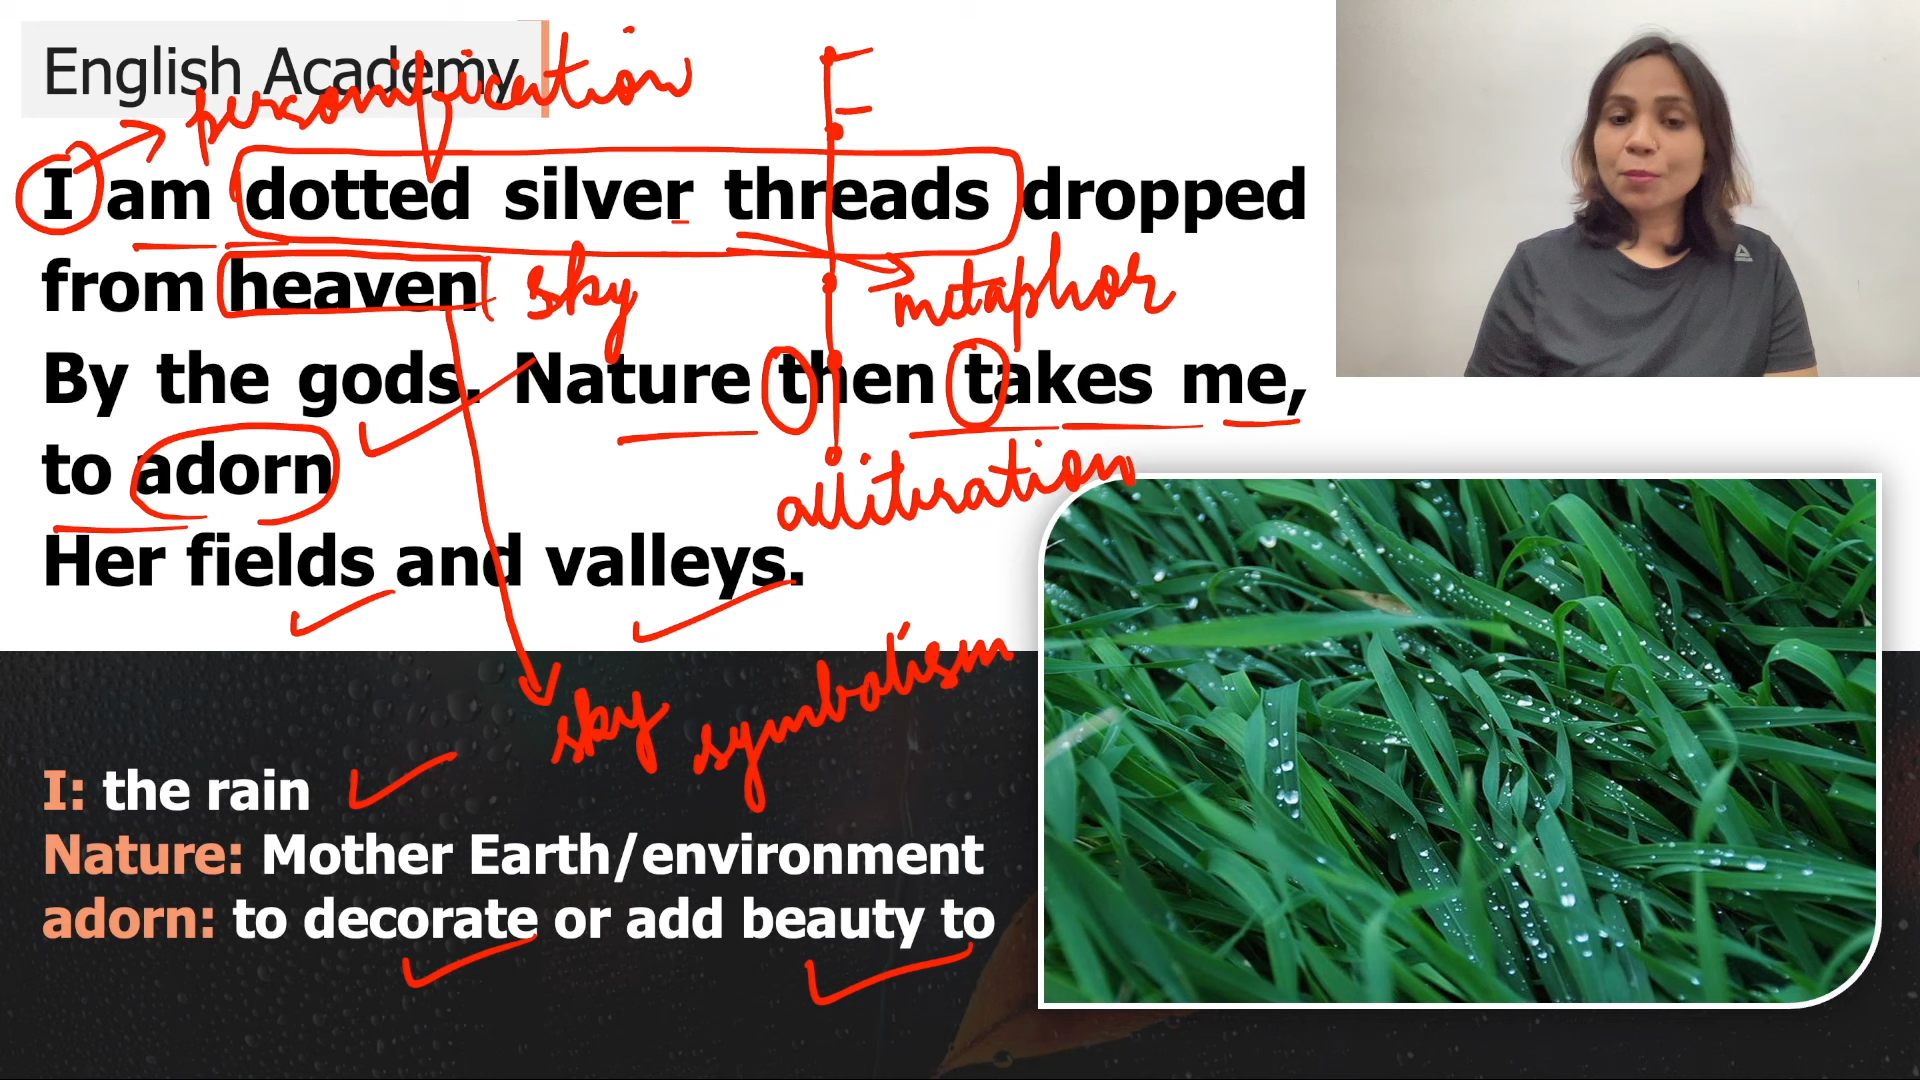 English Academy
personification
I am dotted silver threads dropped
from heaven sky metaphor
By the gods. Nature then takes me,
to adorn
alliteration
Her fields and valleys.
sky symbolism
I: the rain
Nature: Mother Earth/environment
adorn: to decorate or add beauty to